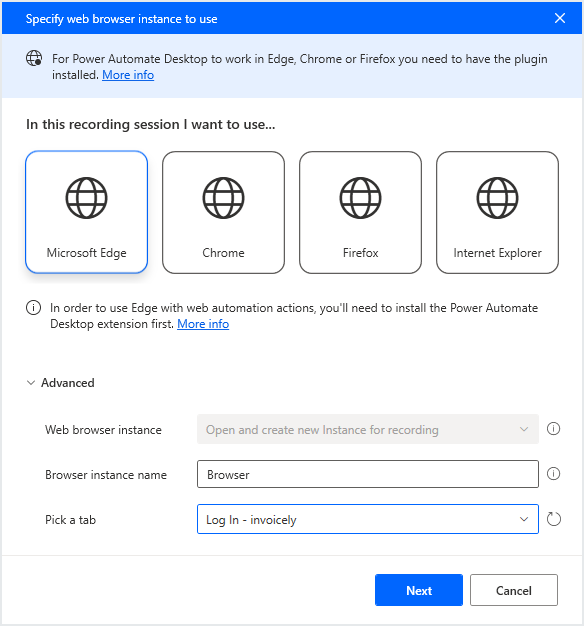 Specify web browser instance to use
For Power Automate Desktop to work in Edge, Chrome or Firefox you need to have the plugin
installed. More info
In this recording session I want to use...
Microsoft Edge
Chrome
Firefox
Internet Explorer
In order to use Edge with web automation actions, you'll need to install the Power Automate
Desktop extension first. More info
Advanced
Web browser instance
Open and create new Instance for recording
Browser instance name
Browser
Pick a tab
Log In - invoicely
Next
Cancel